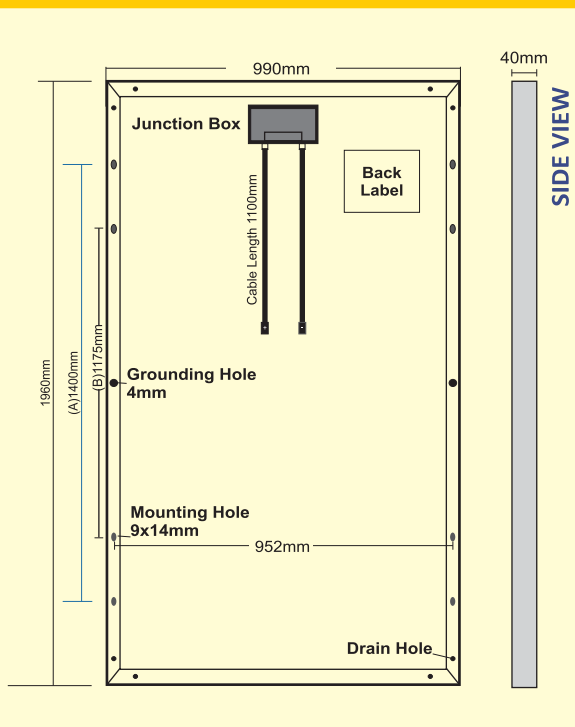 990mm
40mm
SIDE VIEW
Junction Box
Back
Label
Cable Length 1100mm
1960mm
(A)1400mm
(B)1175mm
Grounding Hole
4mm
Mounting Hole
9x14mm
952mm
Drain Hole